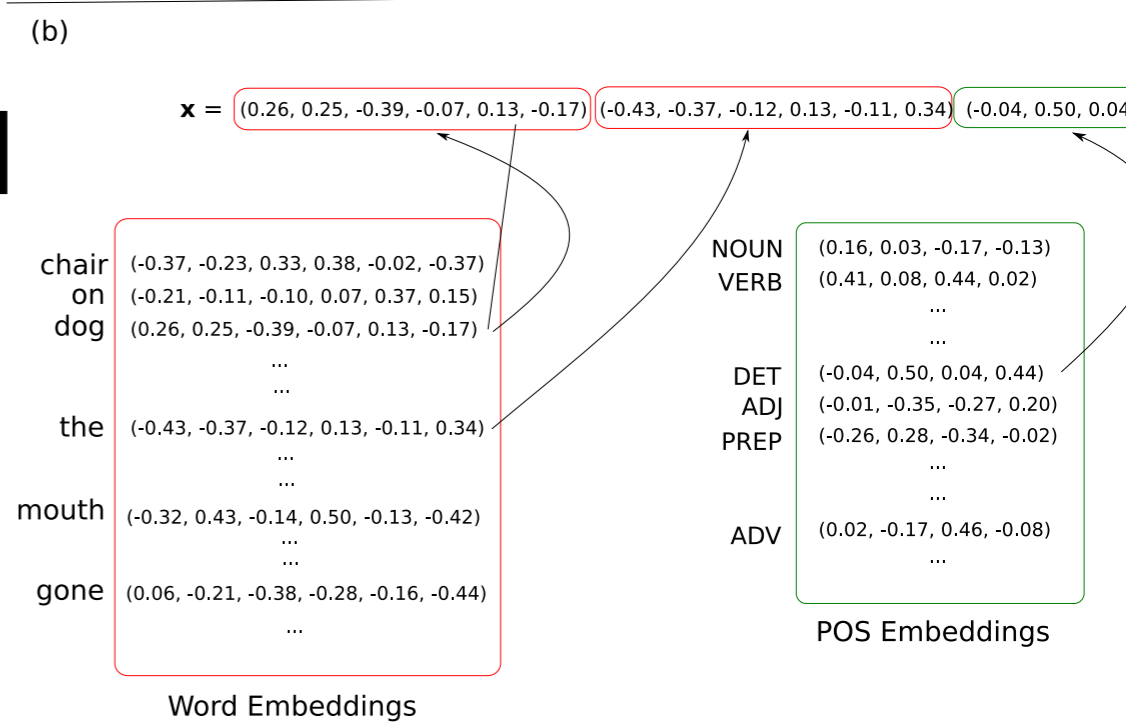 (b)
x = (0.26, 0.25, -0.39, -0.07, 0.13, -0.17) (-0.43, -0.37, -0.12, 0.13, -0.11, 0.34) (-0.04, 0.50, 0.04
chair (-0.37, -0.23, 0.33, 0.38, -0.02, -0.37)
on (-0.21, -0.11, -0.10, 0.07, 0.37, 0.15)
dog (0.26, 0.25, -0.39, -0.07, 0.13, -0.17)
...
...
the (-0.43, -0.37, -0.12, 0.13, -0.11, 0.34)
...
...
mouth (-0.32, 0.43, -0.14, 0.50, -0.13, -0.42)
...
...
gone (0.06, -0.21, -0.38, -0.28, -0.16, -0.44)
...
Word Embeddings
NOUN (0.16, 0.03, -0.17, -0.13)
VERB (0.41, 0.08, 0.44, 0.02)
...
...
DET (-0.04, 0.50, 0.04, 0.44)
ADJ (-0.01, -0.35, -0.27, 0.20)
PREP (-0.26, 0.28, -0.34, -0.02)
...
...
ADV (0.02, -0.17, 0.46, -0.08)
...
POS Embeddings